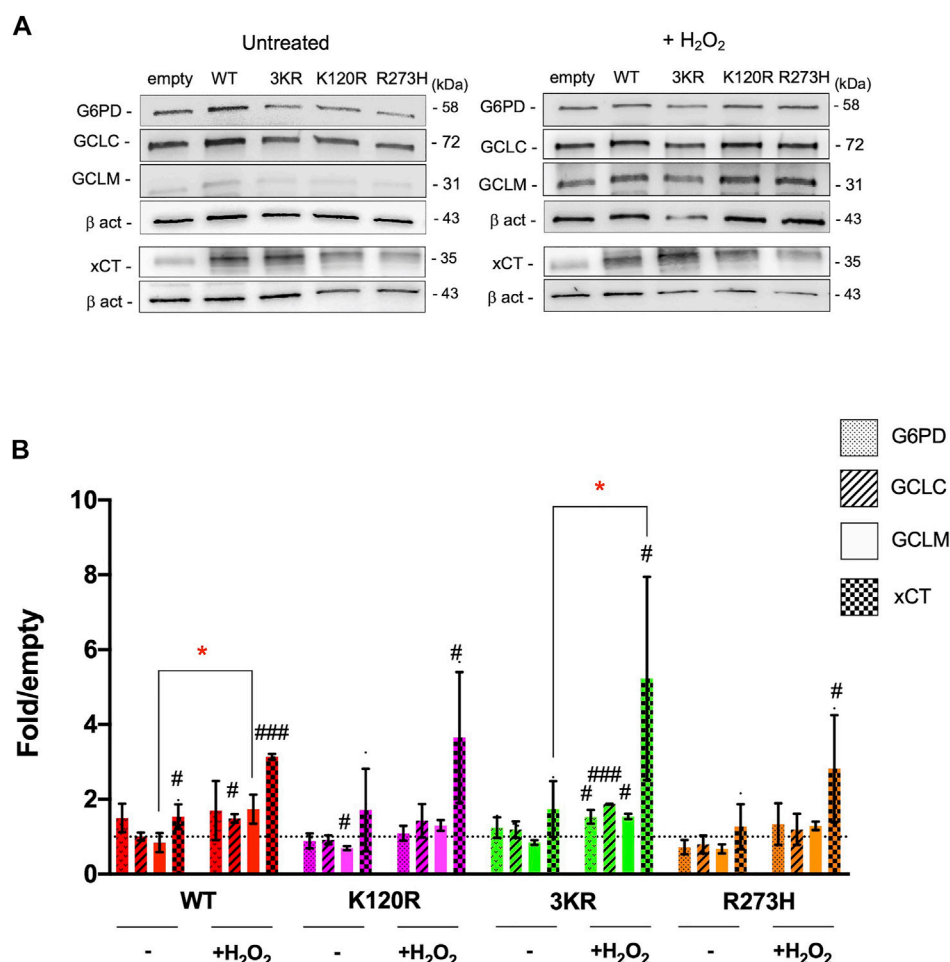 A
Untreated
+ H₂O₂
empty WT 3KR K120R R273H (kDa)
empty WT 3KR K120R R273H (kDa)
G6PD - - 58
G6PD - - 58
GCLC - - 72
GCLC - - 72
GCLM - - 31
GCLM - - 31
β act - - 43
β act - - 43
xCT - - 35
xCT - - 35
β act - - 43
β act - - 43
B
G6PD
GCLC
GCLM
xCT
Fold/empty
10
8
6
4
2
0
*
*
# # ### # # # ### # # #
WT K120R 3KR R273H
- +H₂O₂ - +H₂O₂ - +H₂O₂ - +H₂O₂